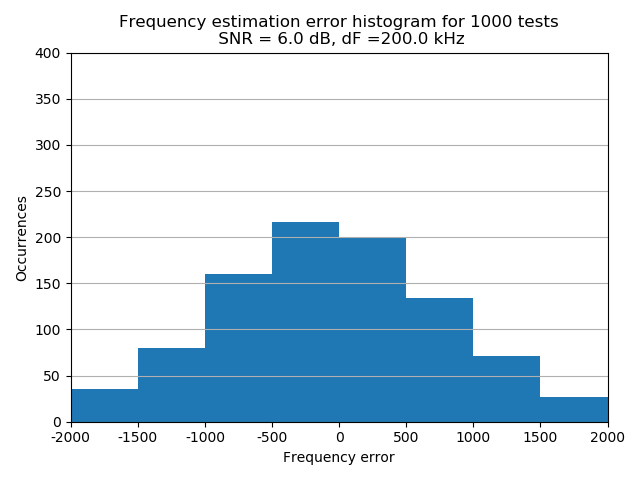 Frequency estimation error histogram for 1000 tests
SNR = 6.0 dB, dF =200.0 kHz
400
350
300
250
200
150
100
50
0
Occurrences
-2000 -1500 -1000 -500 0 500 1000 1500 2000
Frequency error